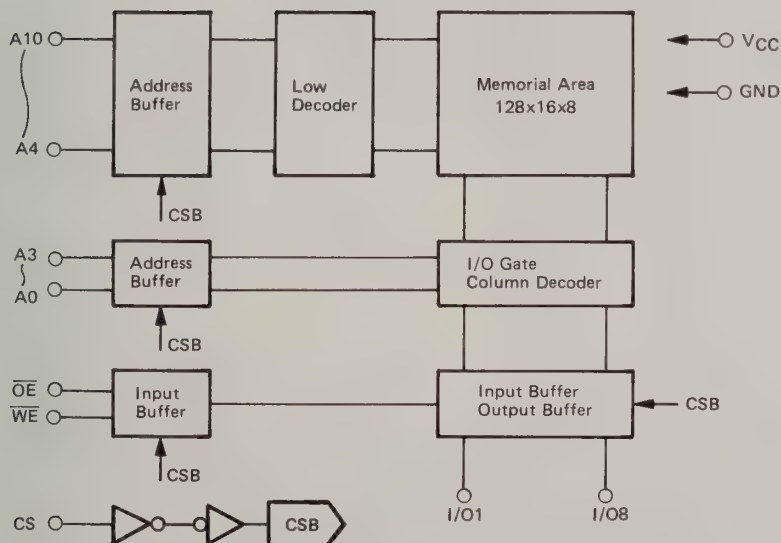 A10
Address
Buffer
Low
Decoder
Memorial Area
128x16x8
VCC
GND
A4
CSB
A3
Address
Buffer
I/O Gate
Column Decoder
A0
CSB
OE
WE
Input
Buffer
Input Buffer
Output Buffer
CSB
CSB
CS
CSB
I/O1
I/O8